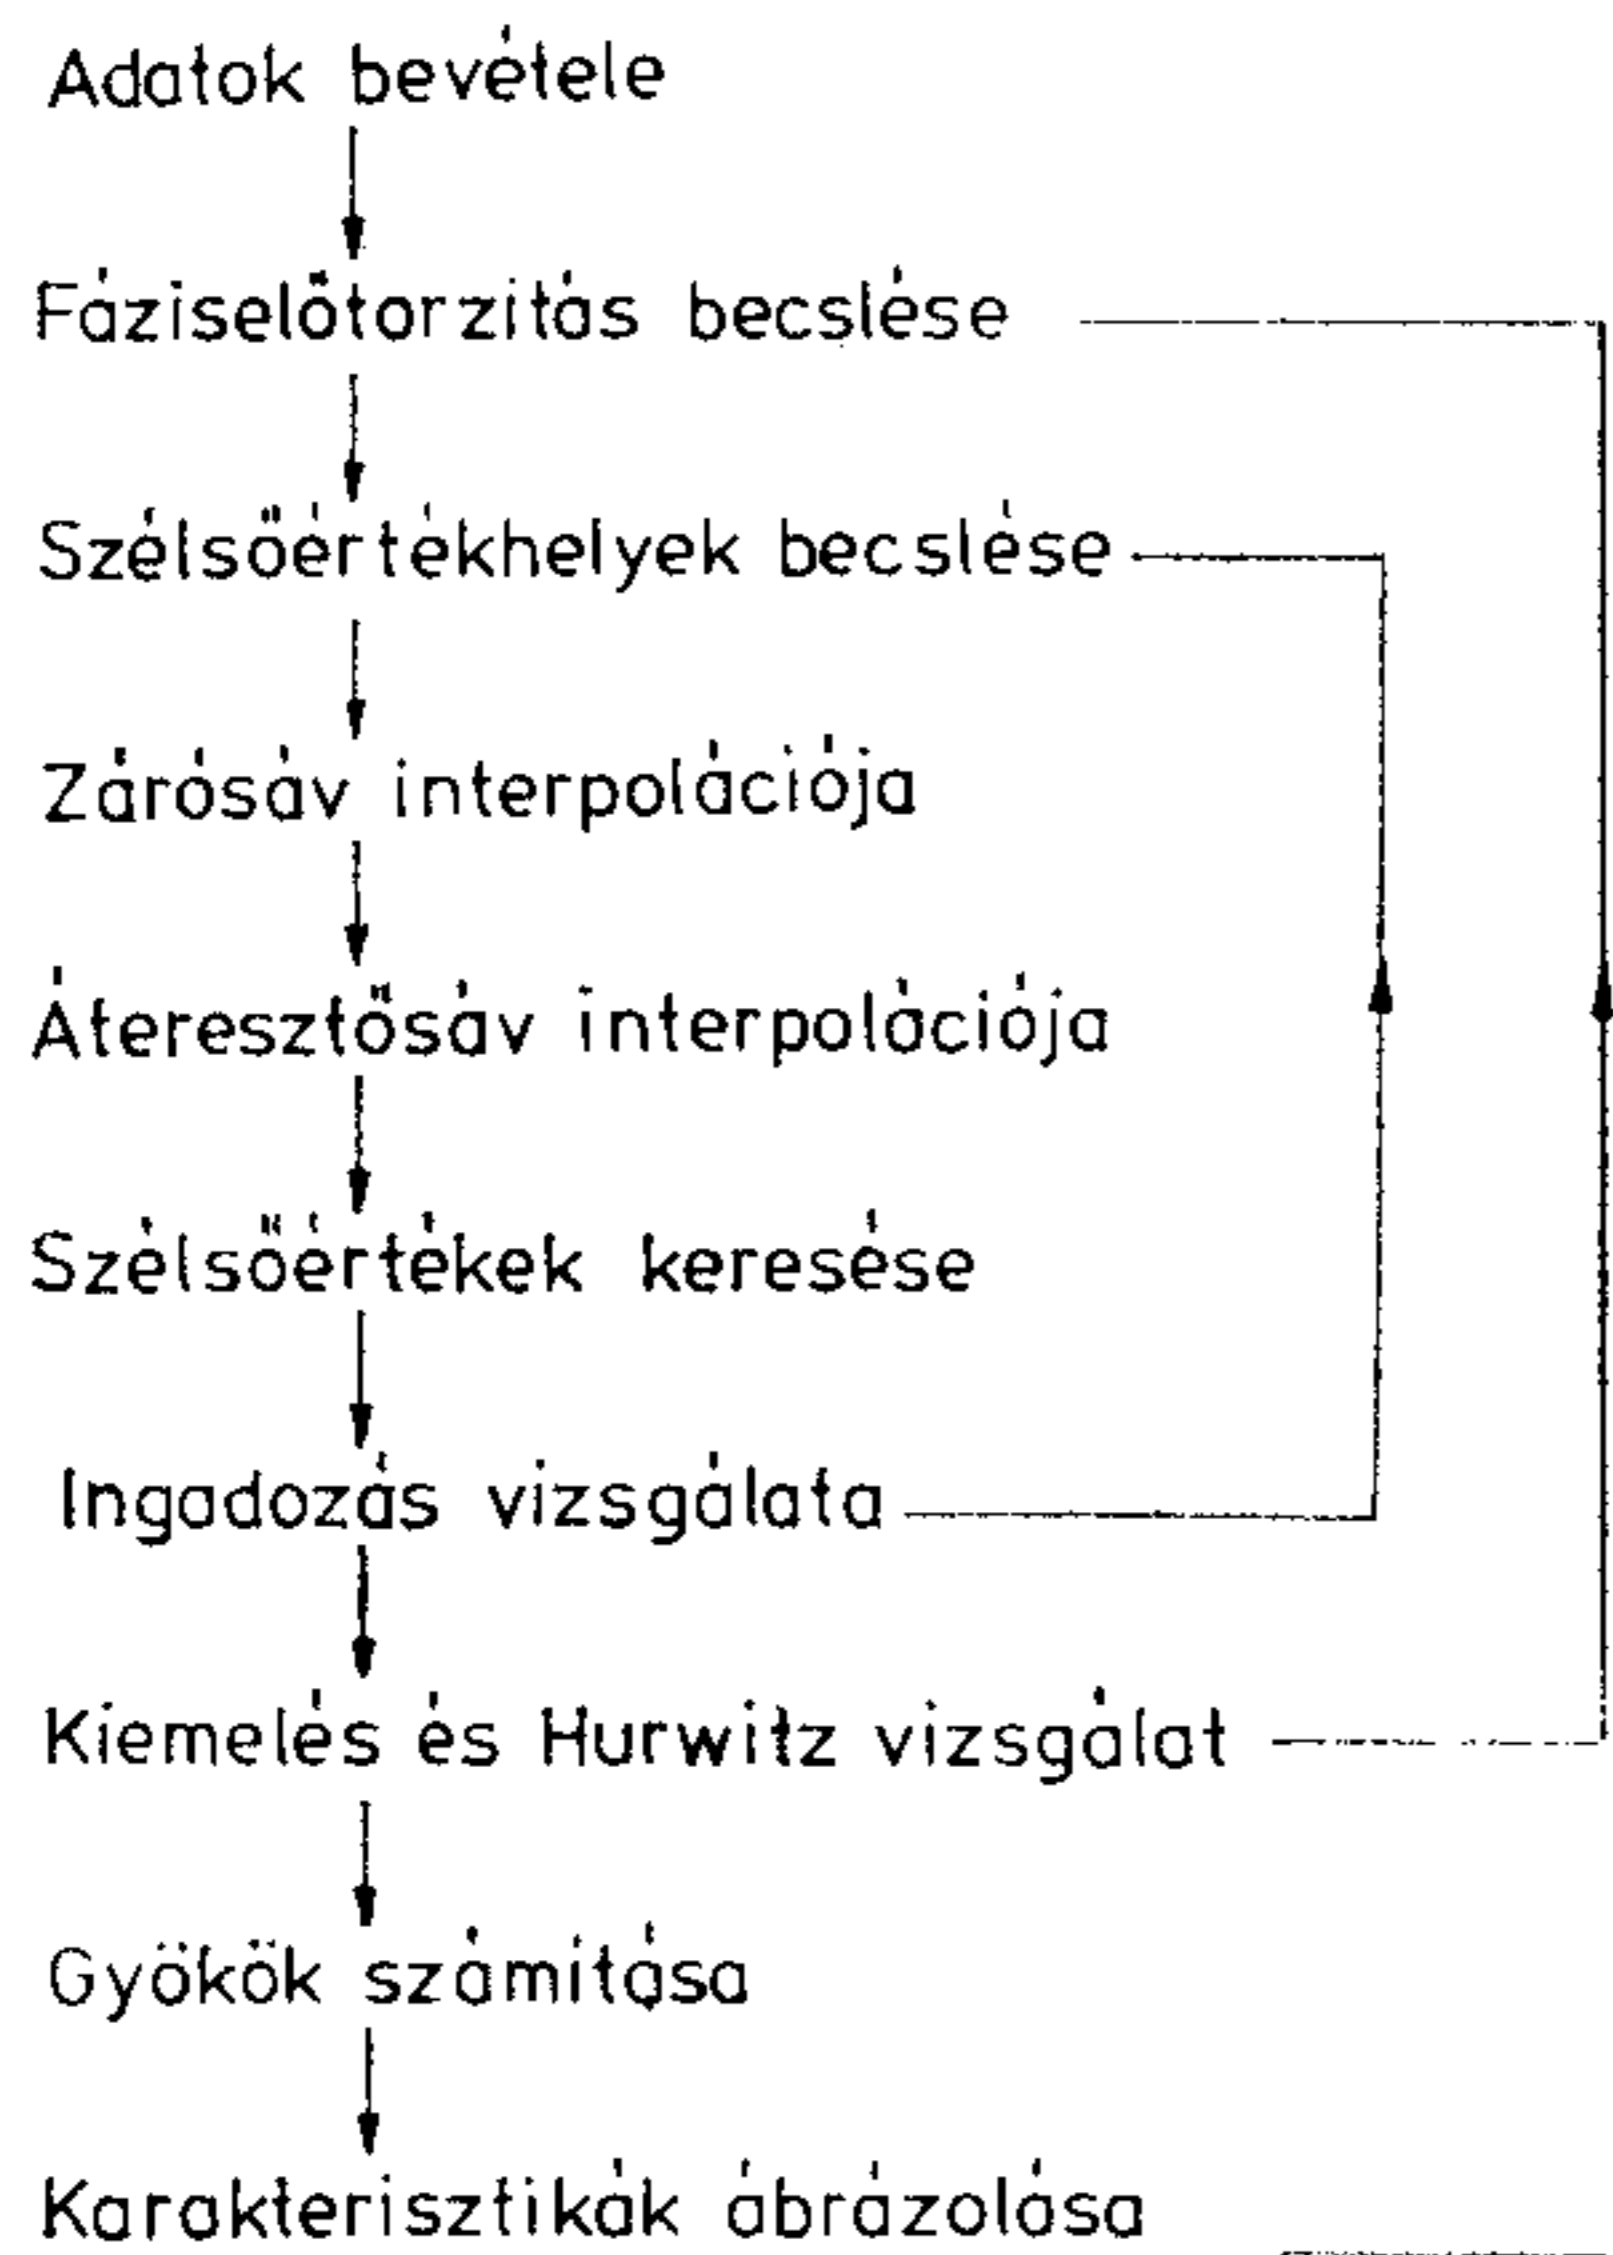 Adatok bevétele
Fáziselőtorzitás becslése
Szélsőértékhelyek becslése
Zárósáv interpolációja
Áteresztősáv interpolációja
Szélsőértékek keresése
Ingadozás vizsgálata
Kiemelés és Hurwitz vizsgálat
Gyökök számítása
Karakterisztikák ábrázolása